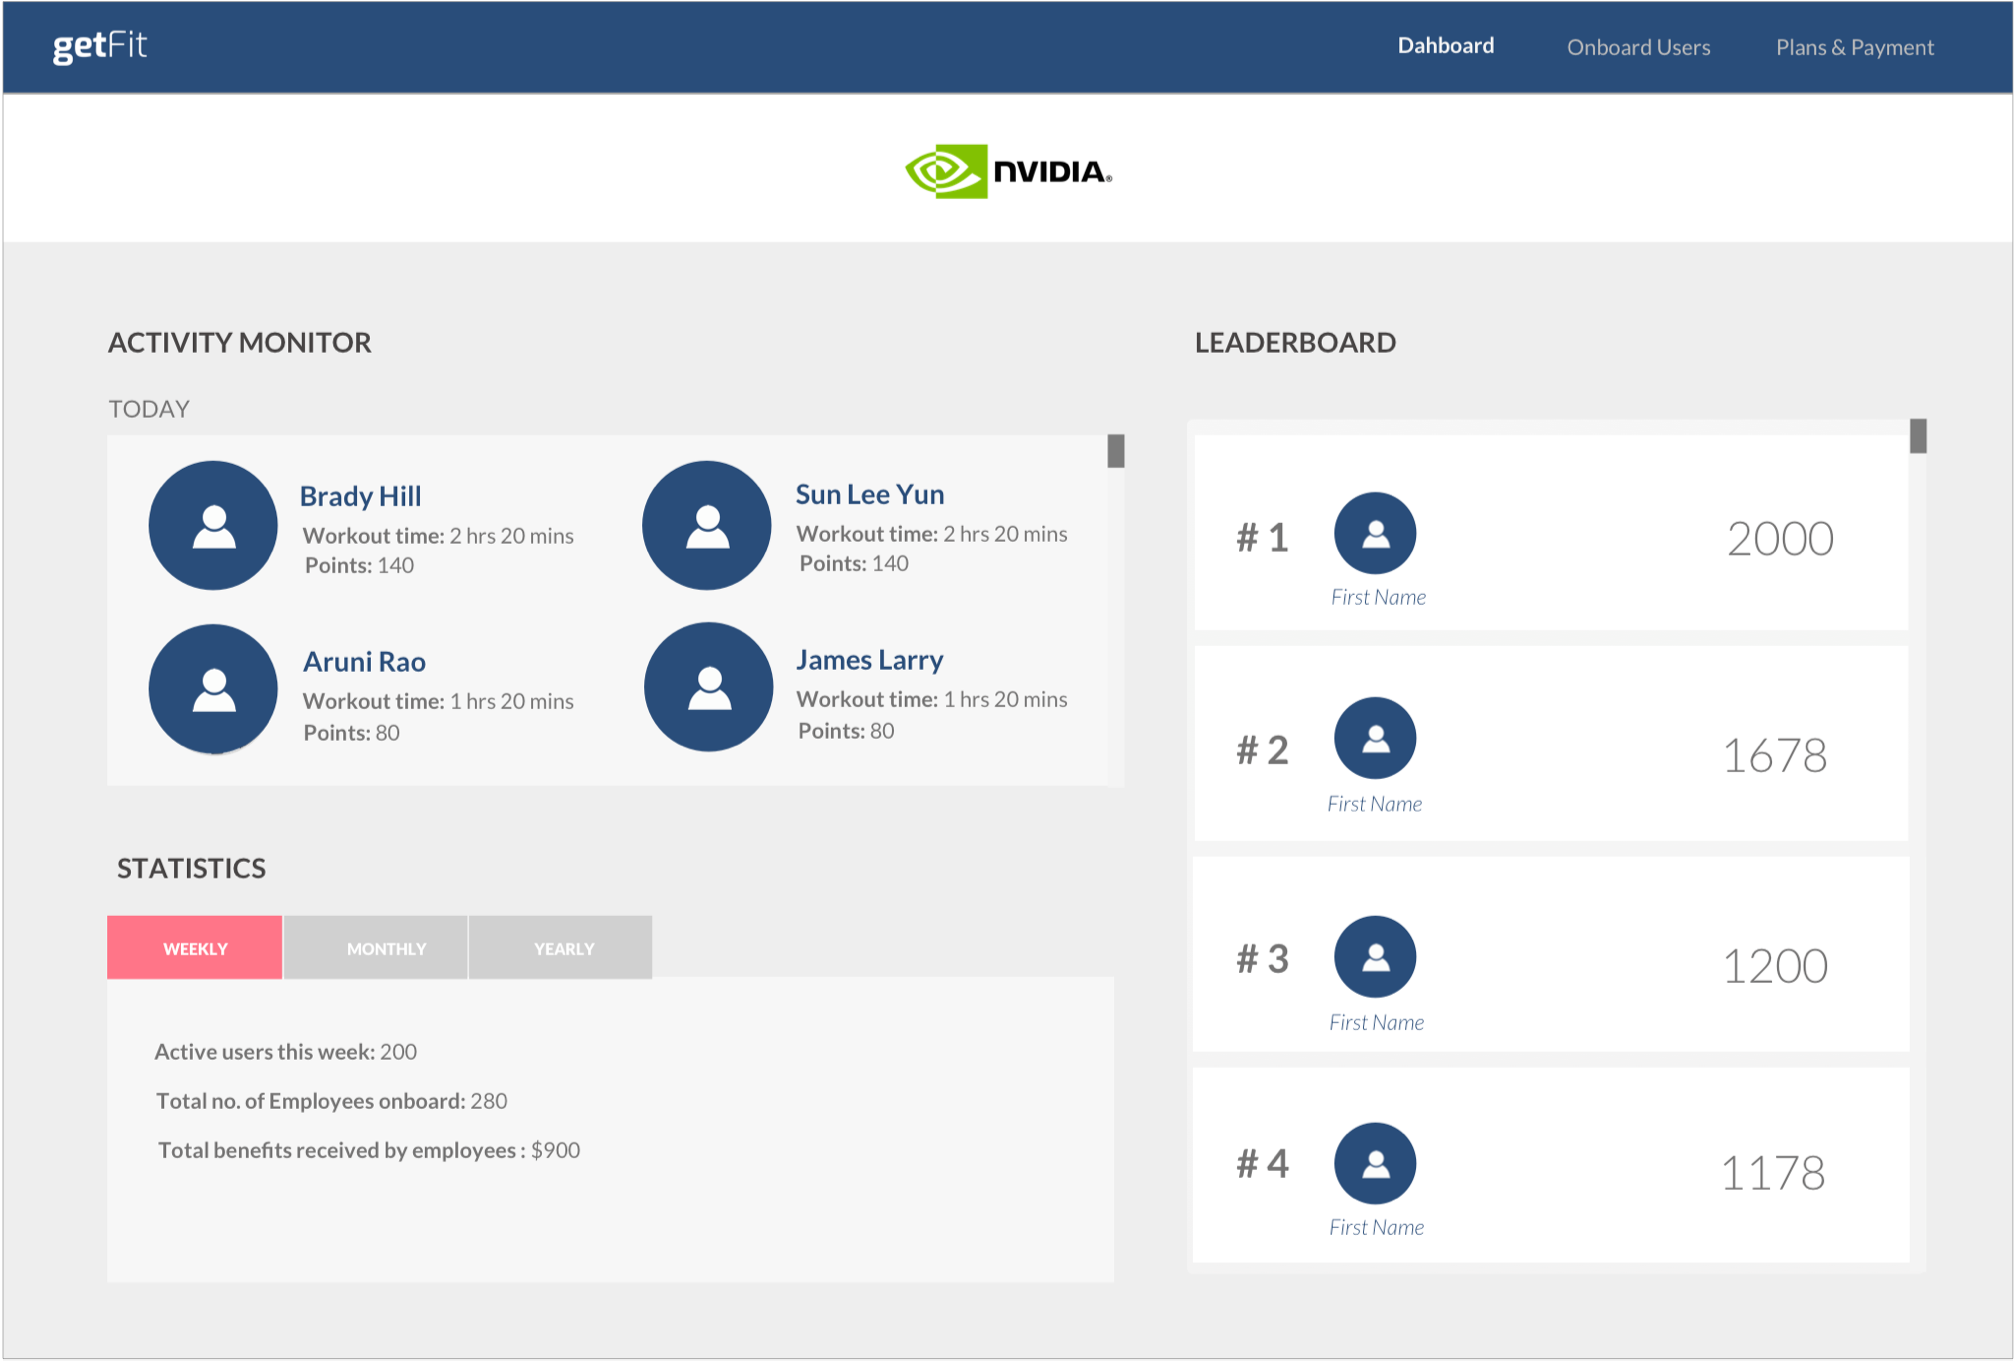 getFit
Dahboard
Onboard Users
Plans & Payment
NVIDIA®
ACTIVITY MONITOR
TODAY
Brady Hill
Workout time: 2 hrs 20 mins
Points: 140
Sun Lee Yun
Workout time: 2 hrs 20 mins
Points: 140
Aruni Rao
Workout time: 1 hrs 20 mins
Points: 80
James Larry
Workout time: 1 hrs 20 mins
Points: 80
STATISTICS
WEEKLY
MONTHLY
YEARLY
Active users this week: 200
Total no. of Employees onboard: 280
Total benefits received by employees : $900
LEADERBOARD
# 1
First Name
2000
# 2
First Name
1678
# 3
First Name
1200
# 4
First Name
1178